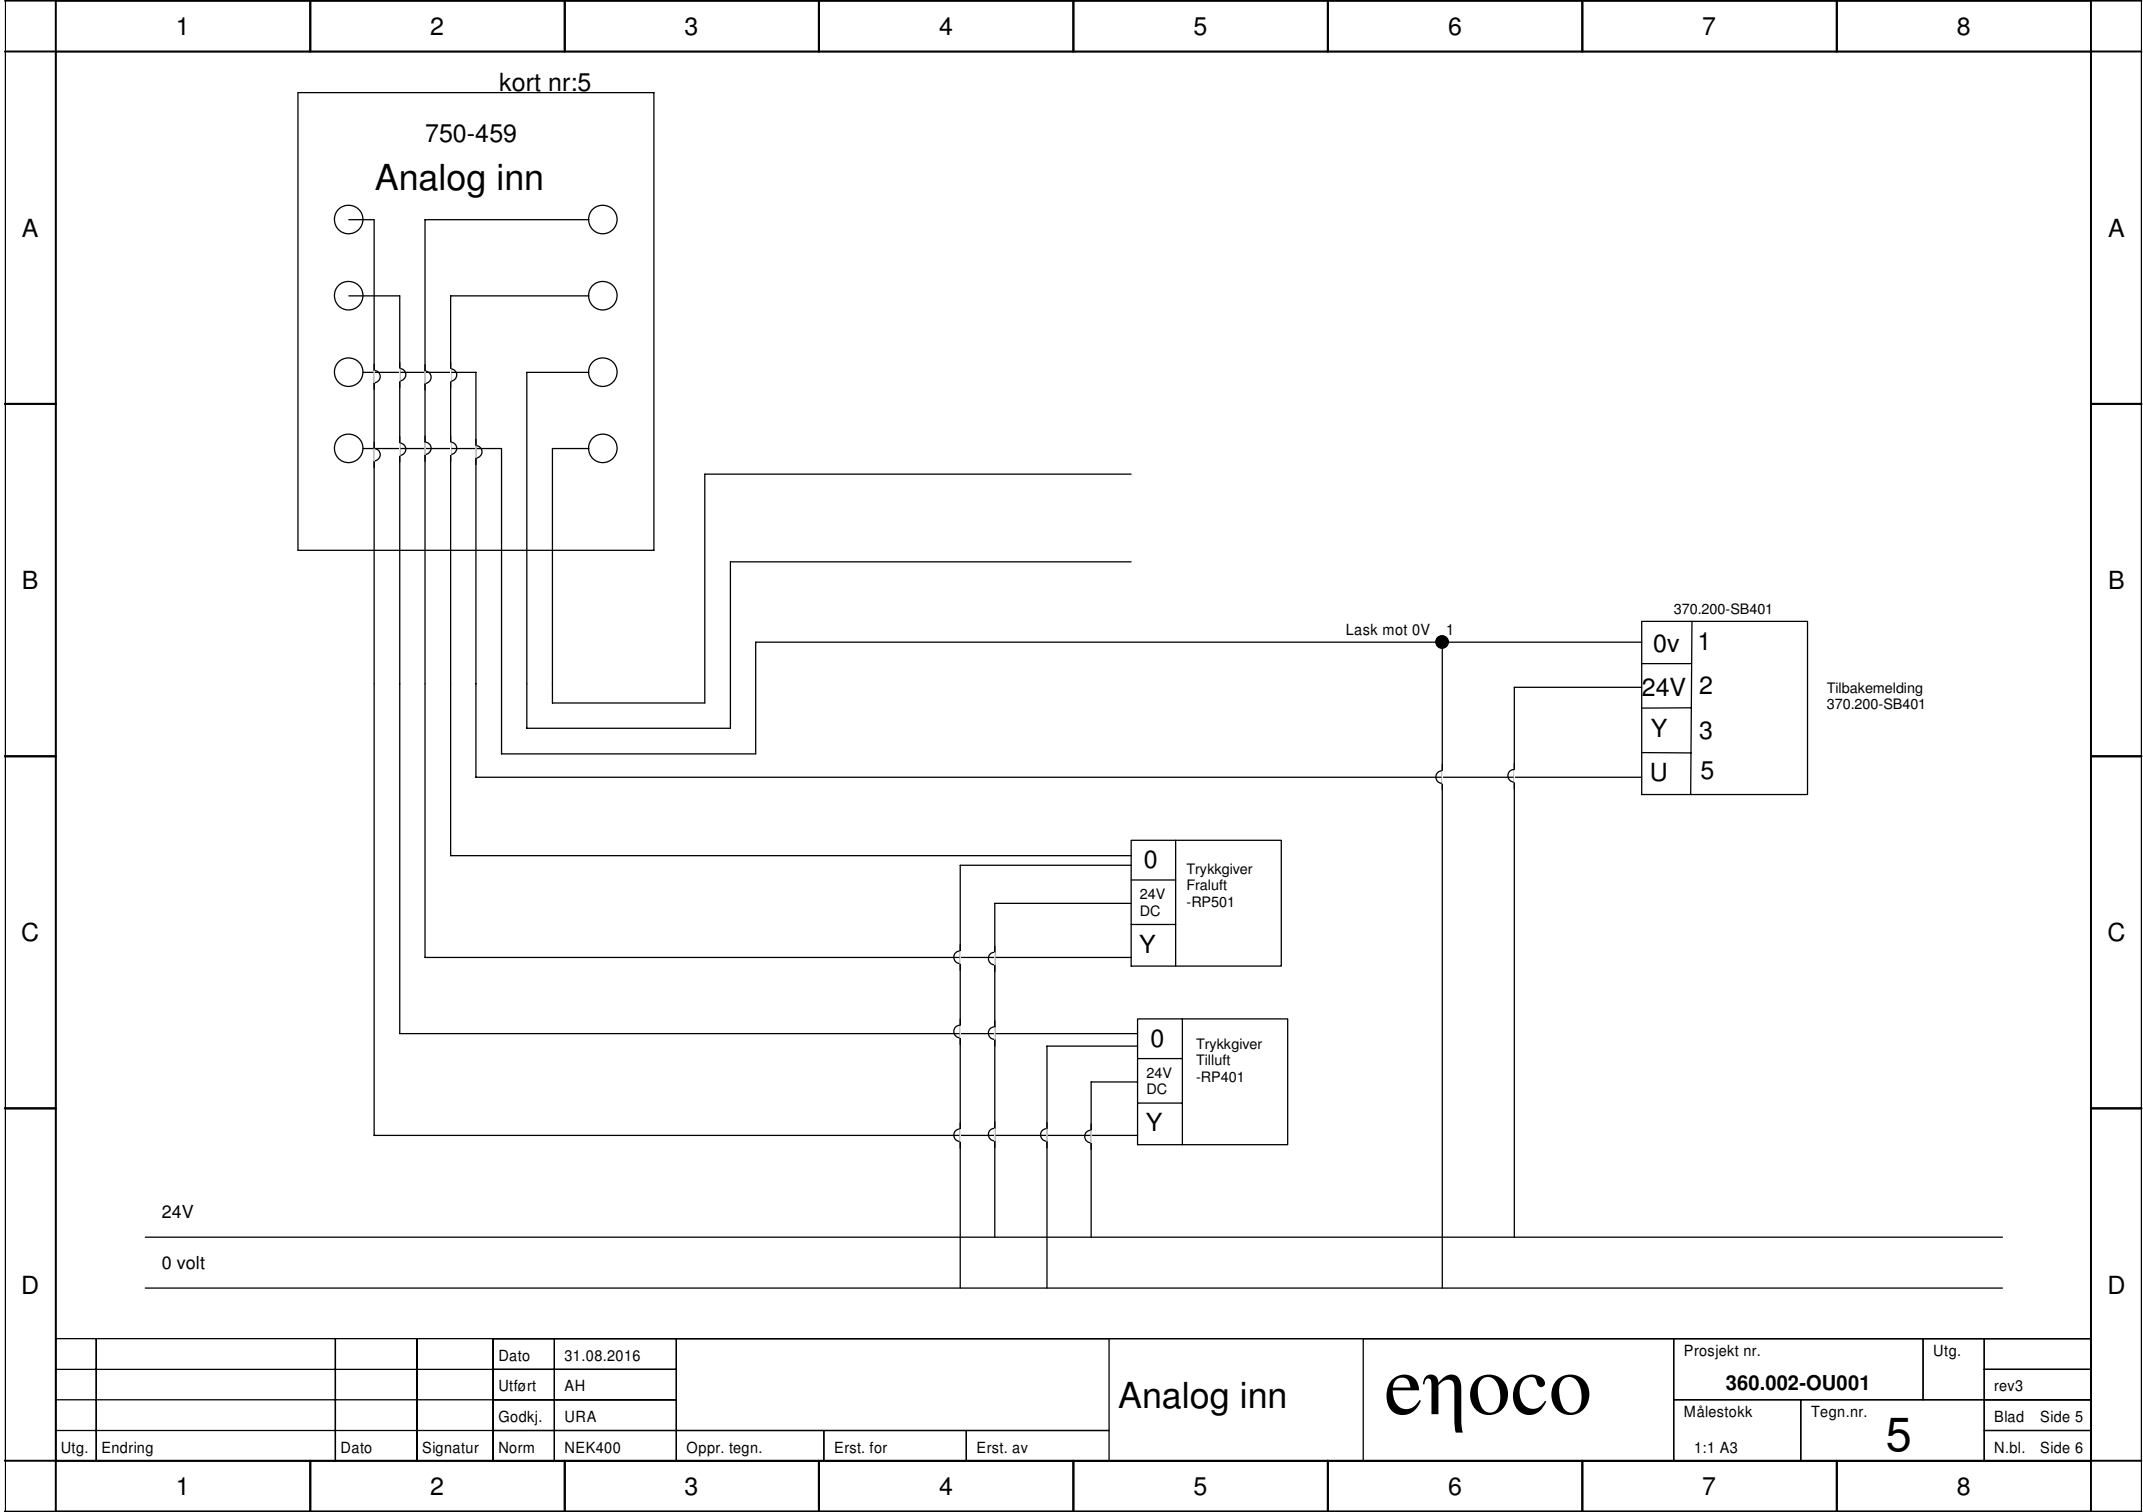 1 2 3 4 5 6 7 8
kort nr:5
750-459
Analog inn
A A
B B
Lask mot 0V 1
370.200-SB401
0v 1
24V 2
Y 3
U 5
Tilbakemelding
370.200-SB401
C C
0
24V
DC
Y
Trykkgiver
Fraluft
-RP501
0
24V
DC
Y
Trykkgiver
Tilluft
-RP401
24V
0 volt
D D
Dato 31.08.2016
Utført AH
Godkj. URA
Utg. Endring Dato Signatur Norm NEK400 Oppr. tegn. Erst. for Erst. av
Analog inn
eηoco
Prosjekt nr.
360.002-OU001
Utg.
rev3
Målestokk
1:1 A3
Tegn.nr.
5
Blad Side 5
N.bl. Side 6
1 2 3 4 5 6 7 8